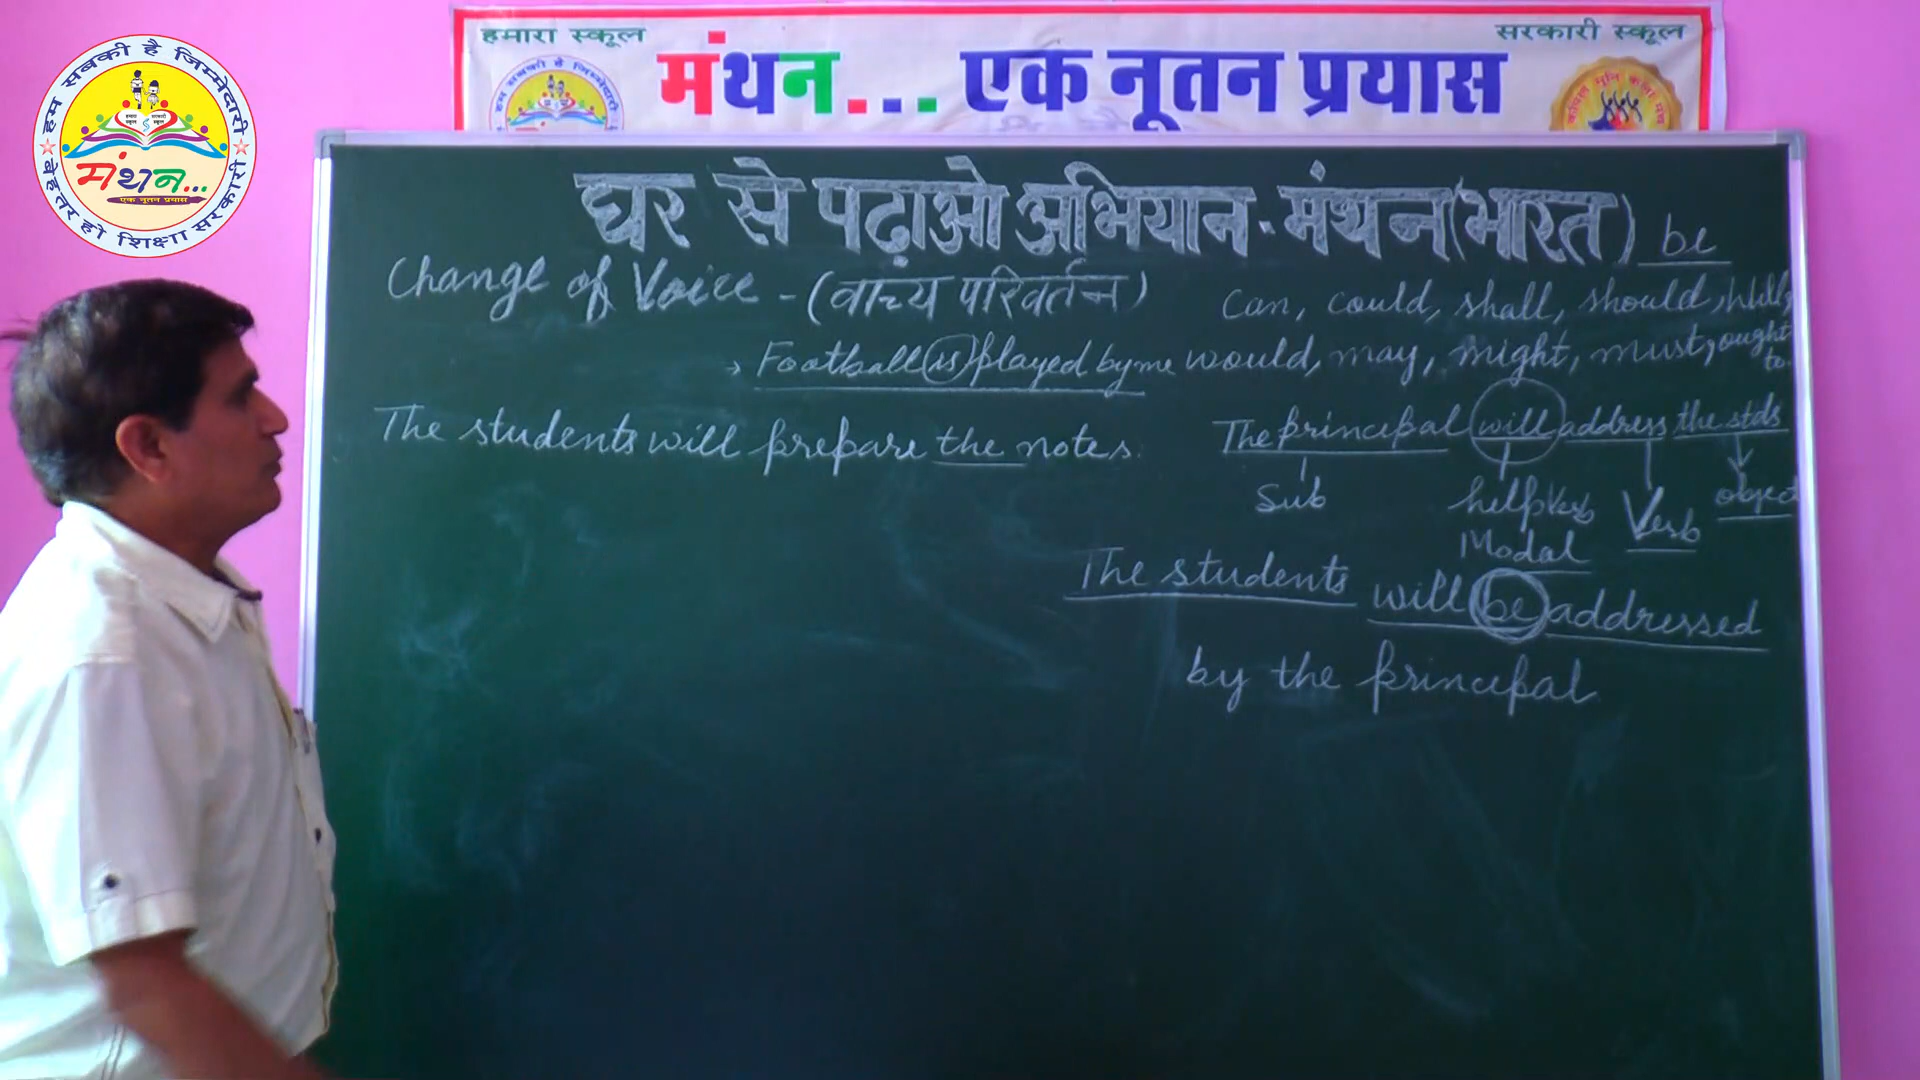 हम सबकी है जिम्मेदारी
बेहतर हो शिक्षा सरकारी
हमारा स्कूल
सरकारी स्कूल
मंथन...
एक नूतन प्रयास
हमारा स्कूल
सरकारी स्कूल
मंथन... एक नूतन प्रयास
घर से पढ़ाओ अभियान - मंथन (भारत)
be
Change of Voice - (वाच्य परिवर्तन)
Can, could, shall, should, Will,
would, may, might, must, ought to.
Football is played by me
The students will prepare the notes.
The principal will address the stds
Sub
help Verb
Modal
Verb
object
The students will be addressed
by the principal